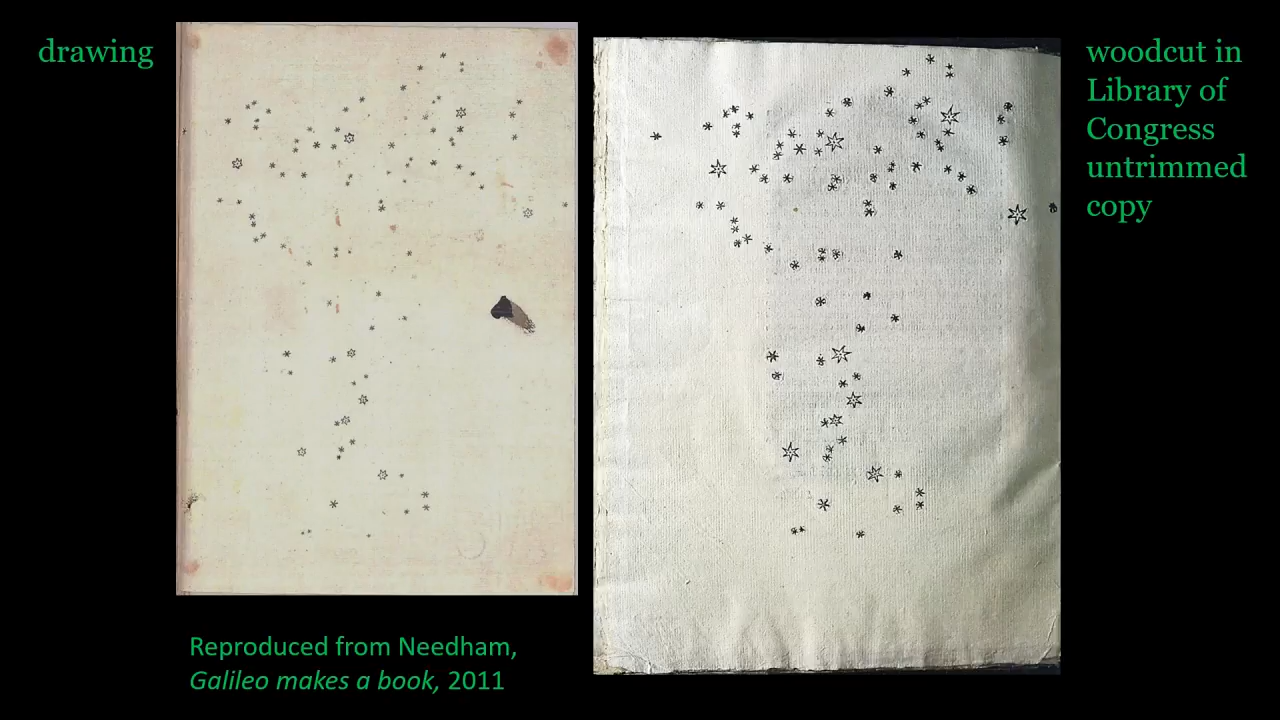 drawing
woodcut in
Library of
Congress
untrimmed
copy
Reproduced from Needham,
Galileo makes a book, 2011